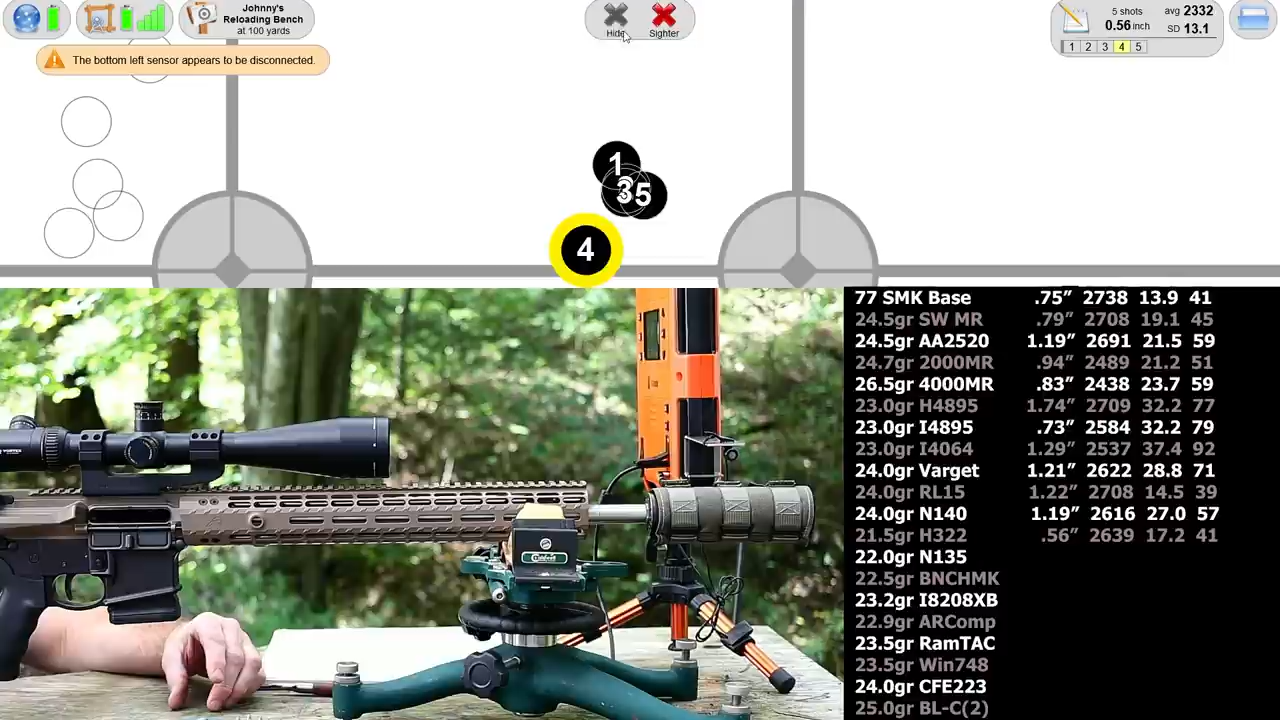 Johnny's
Reloading Bench
at 100 yards
Hide
Sighter
5 shots
0.56 inch
avg 2332
SD 13.1
1 2 3 4 5
The bottom left sensor appears to be disconnected.
1
3
5
4
77 SMK Base .75” 2738 13.9 41
24.5gr SW MR .79” 2708 19.1 45
24.5gr AA2520 1.19” 2691 21.5 59
24.7gr 2000MR .94” 2489 21.2 51
26.5gr 4000MR .83” 2438 23.7 59
23.0gr H4895 1.74” 2709 32.2 77
23.0gr I4895 .73” 2584 32.2 79
23.0gr I4064 1.29” 2537 37.4 92
24.0gr Varget 1.21” 2622 28.8 71
24.0gr RL15 1.22” 2708 14.5 39
24.0gr N140 1.19” 2616 27.0 57
21.5gr H322 .56” 2639 17.2 41
22.0gr N135
22.5gr BNCHMK
23.2gr I8208XB
22.9gr ARComp
23.5gr RamTAC
23.5gr Win748
24.0gr CFE223
25.0gr BL-C(2)
VORTEX
Caldwell